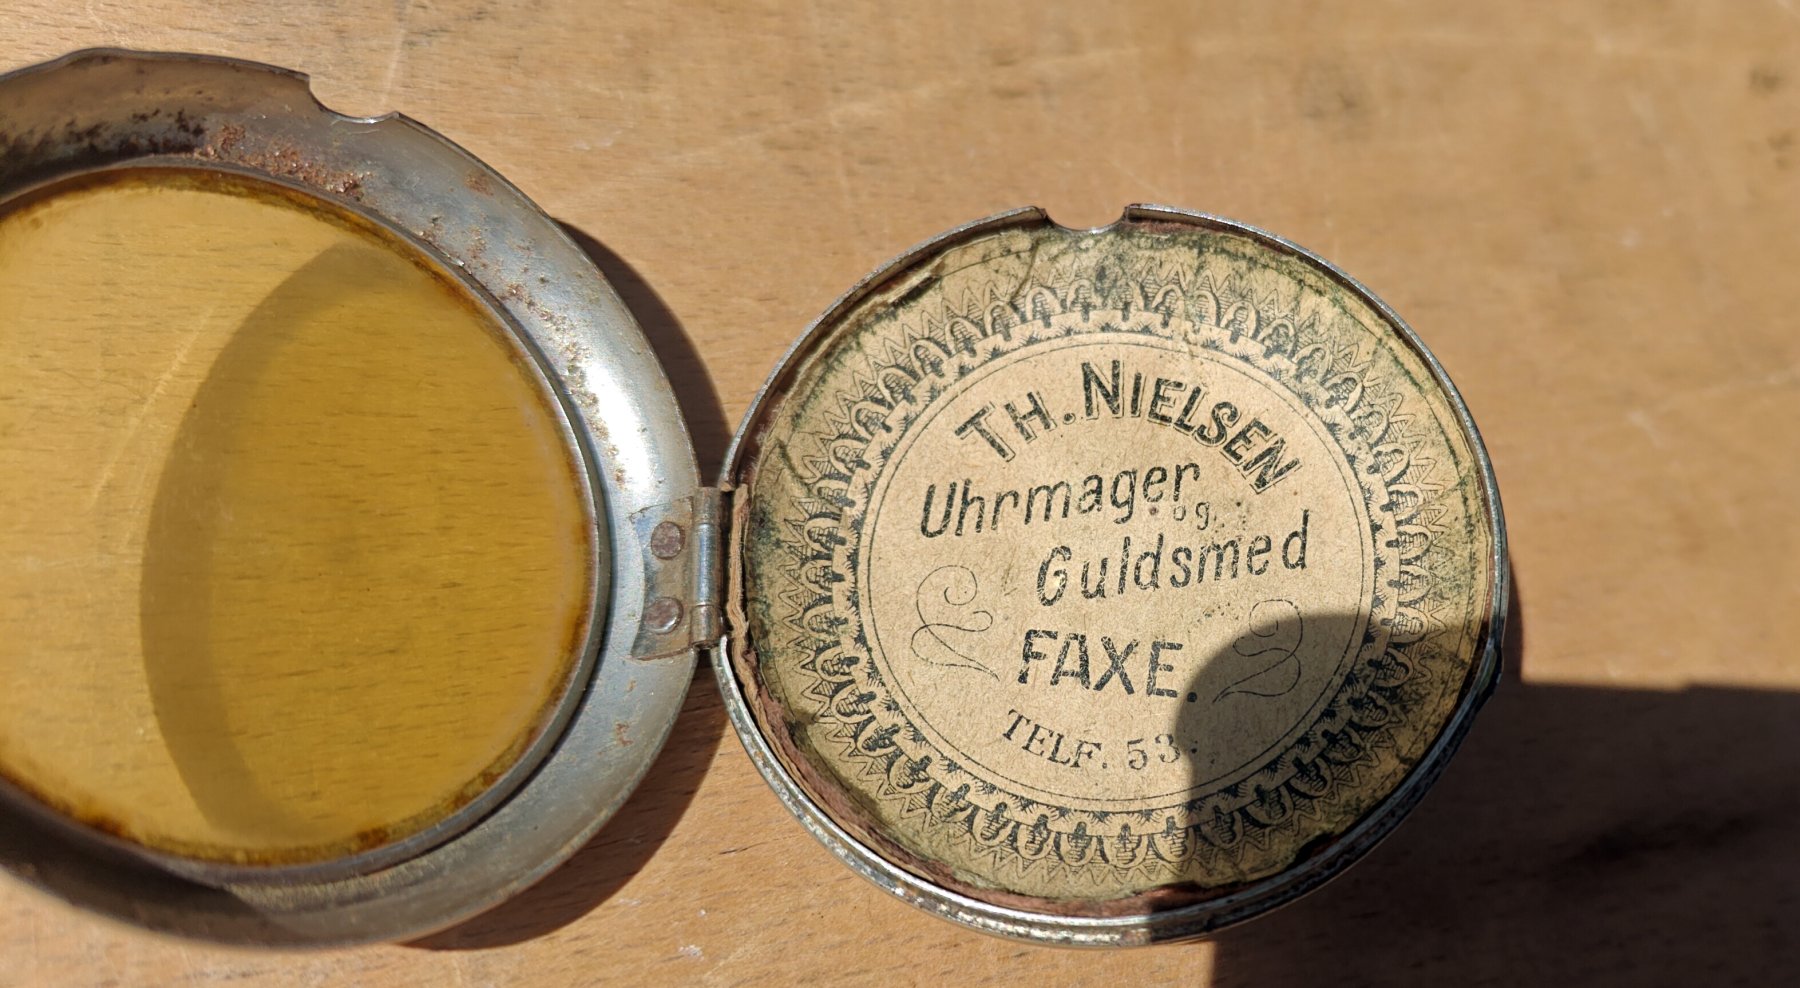 TH. NIELSEN
Uhrmager
og
Guldsmed
FAXE.
TELF. 53.